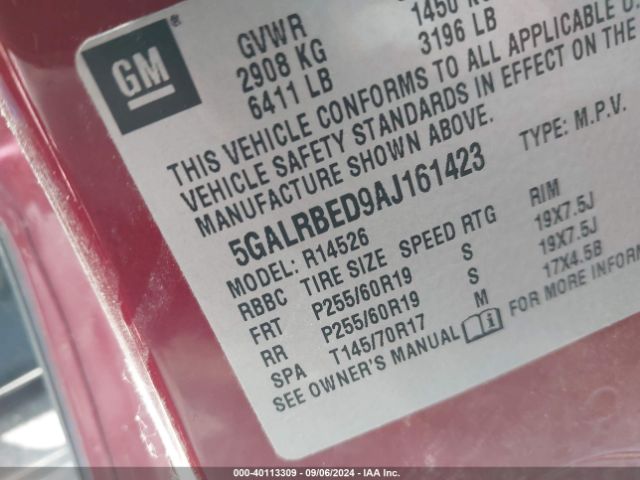 GM
®
GVWR 1450
2908 KG 3196 LB
6411 LB
THIS VEHICLE CONFORMS TO ALL APPLICABLE
VEHICLE SAFETY STANDARDS IN EFFECT ON THE
MANUFACTURE SHOWN ABOVE.
5GALRBED9AJ161423 TYPE: M.P.V.
MODEL: R14526
RBBC TIRE SIZE SPEED RTG RIM
FRT P255/60R19 S 19X7.5J
RR P255/60R19 S 19X7.5J
SPA T145/70R17 M 17X4.5B
SEE OWNER'S MANUAL i FOR MORE
000-40113309 - 09/06/2024 - IAA Inc.